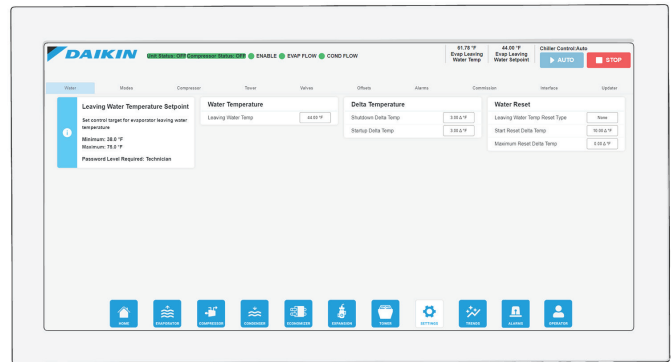 DAIKIN
Unit Status: OFF Compressor Status: OFF ENABLE EVAP FLOW COND FLOW
61.78 °F
Evap Leaving
Water Temp
44.00 °F
Evap Leaving
Water Setpoint
Chiller Control:Auto
AUTO
STOP
Water Modes Compressor Tower Valves Offsets Alarms Commission Interface Updater
Leaving Water Temperature Setpoint
Set control target for evaporator leaving water
temperature
Minimum: 38.0 °F
Maximum: 70.0 °F
Password Level Required: Technician
Water Temperature
Leaving Water Temp 44.00 °F
Delta Temperature
Shutdown Delta Temp 3.00 Δ °F
Startup Delta Temp 3.00 Δ °F
Water Reset
Leaving Water Temp Reset Type None
Start Reset Delta Temp 10.00 Δ °F
Maximum Reset Delta Temp 0.00 Δ °F
HOME EVAPORATOR COMPRESSOR CONDENSER ECONOMIZER EXPANSION TOWER SETTINGS TRENDS ALARMS OPERATOR